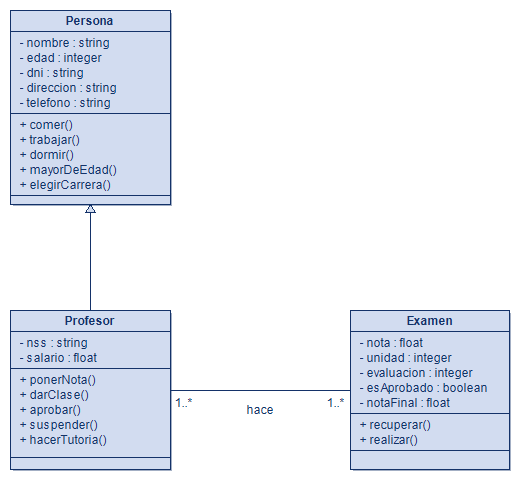 Persona
- nombre : string
- edad : integer
- dni : string
- direccion : string
- telefono : string
+ comer()
+ trabajar()
+ dormir()
+ mayorDeEdad()
+ elegirCarrera()
Profesor
- nss : string
- salario : float
+ ponerNota()
+ darClase()
+ aprobar()
+ suspender()
+ hacerTutoria()
1..*
hace
1..*
Examen
- nota : float
- unidad : integer
- evaluacion : integer
- esAprobado : boolean
- notaFinal : float
+ recuperar()
+ realizar()